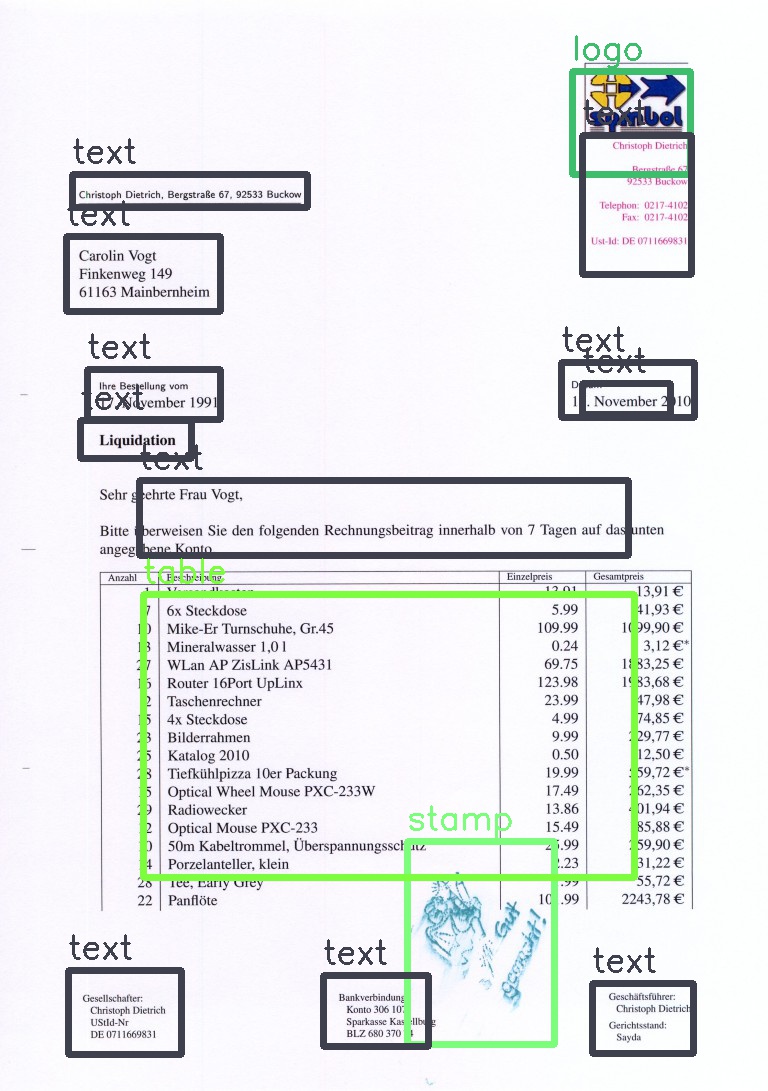 logo
symbol
text
Christoph Dietrich
Bergstraße 67
92533 Buckow
Telephon: 0217-4102
Fax: 0217-4102
Ust-Id: DE 0711669831
text
Christoph Dietrich, Bergstraße 67, 92533 Buckow
text
Carolin Vogt
Finkenweg 149
61163 Mainbernheim
text
text
text
Ihre Bestellung vom
November 1991
November 2010
text
Liquidation
text
Sehr geehrte Frau Vogt,
Bitte überweisen Sie den folgenden Rechnungsbeitrag innerhalb von 7 Tagen auf das unten
angegebene Konto
table
Anzahl Beschreibung Einzelpreis Gesamtpreis
1 Versandkosten 13.91 13,91 €
7 6x Steckdose 5.99 41,93 €
10 Mike-Er Turnschuhe, Gr.45 109.99 1099,90 €
13 Mineralwasser 1,0 l 0.24 3,12 €*
27 WLan AP ZisLink AP5431 69.75 1883,25 €
16 Router 16Port UpLinx 123.98 1983,68 €
2 Taschenrechner 23.99 47,98 €
15 4x Steckdose 4.99 74,85 €
23 Bilderrahmen 9.99 229,77 €
25 Katalog 2010 0.50 12,50 €
28 Tiefkühlpizza 10er Packung 19.99 559,72 €*
15 Optical Wheel Mouse PXC-233W 17.49 262,35 €
29 Radiowecker 13.86 401,94 €
12 Optical Mouse PXC-233 15.49 185,88 €
10 50m Kabeltrommel, Überspannungsschutz 25.99 259,90 €
14 Porzelanteller, klein 2.23 31,22 €
28 Tee, Early Grey 1.99 55,72 €
22 Panflöte 101.99 2243,78 €
stamp
Gut
gemacht!
text
Gesellschafter:
Christoph Dietrich
UStId-Nr
DE 0711669831
text
Bankverbindung
Konto 306
Sparkasse Kastellburg
BLZ 680 370
text
Geschäftsführer:
Christoph Dietrich
Gerichtsstand:
Sayda